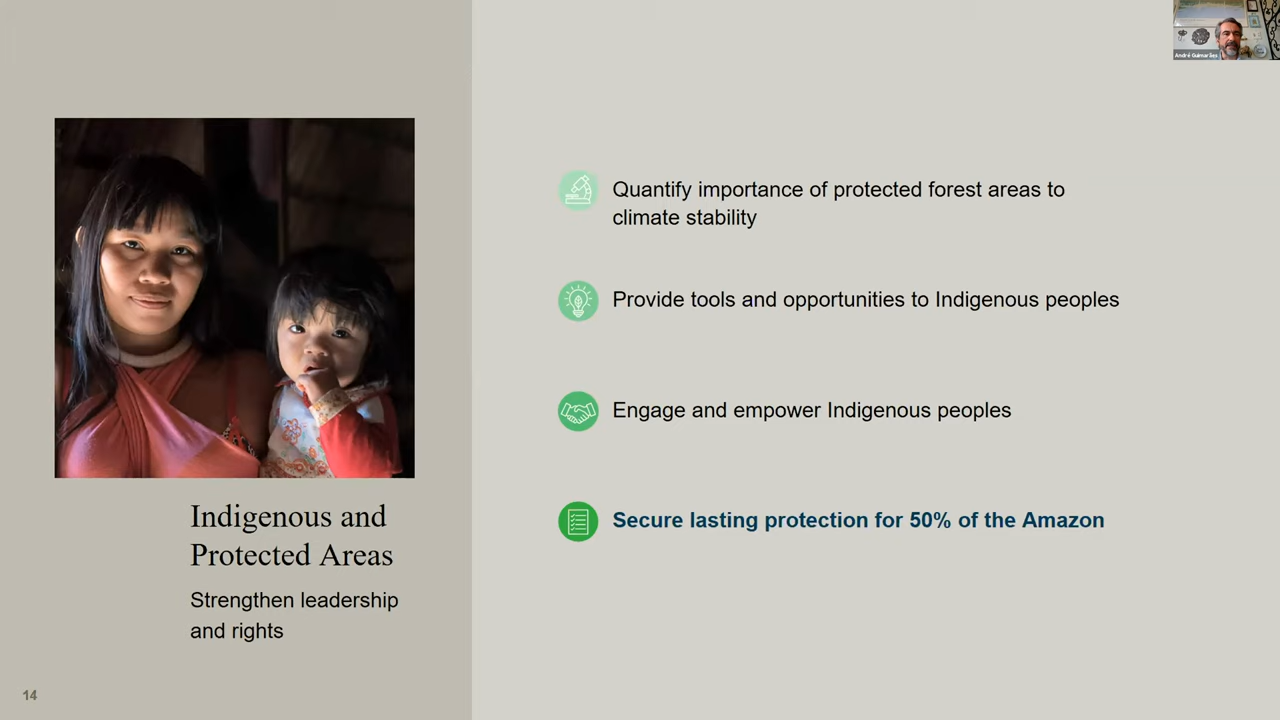 André Guimarães
Quantify importance of protected forest areas to
climate stability
Provide tools and opportunities to Indigenous peoples
Engage and empower Indigenous peoples
Secure lasting protection for 50% of the Amazon
Indigenous and
Protected Areas
Strengthen leadership
and rights
14